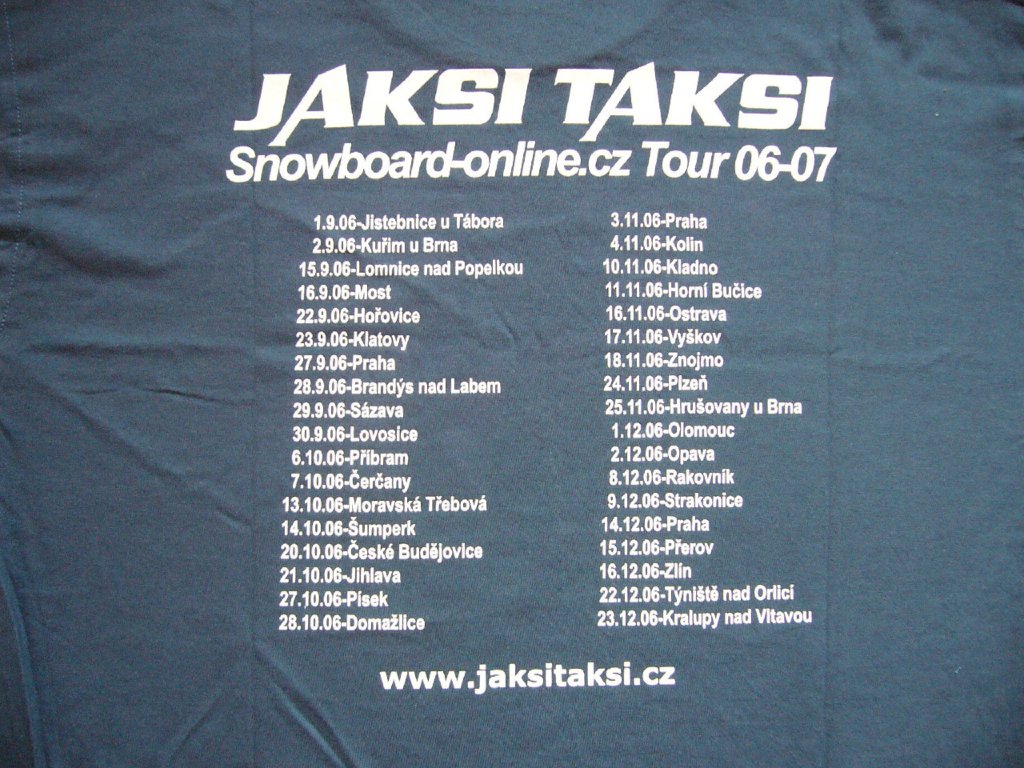 JAKSI TAKSI
Snowboard-online.cz Tour 06-07
1.9.06-Jistebnice u Tábora
2.9.06-Kuřim u Brna
15.9.06-Lomnice nad Popelkou
16.9.06-Most
22.9.06-Hořovice
23.9.06-Klatovy
27.9.06-Praha
28.9.06-Brandýs nad Labem
29.9.06-Sázava
30.9.06-Lovosice
6.10.06-Příbram
7.10.06-Čerčany
13.10.06-Moravská Třebová
14.10.06-Šumperk
20.10.06-České Budějovice
21.10.06-Jihlava
27.10.06-Písek
28.10.06-Domažlice
3.11.06-Praha
4.11.06-Kolin
10.11.06-Kladno
11.11.06-Horní Bučice
16.11.06-Ostrava
17.11.06-Vyškov
18.11.06-Znojmo
24.11.06-Plzeň
25.11.06-Hrušovany u Brna
1.12.06-Olomouc
2.12.06-Opava
8.12.06-Rakovník
9.12.06-Strakonice
14.12.06-Praha
15.12.06-Přerov
16.12.06-Zlín
22.12.06-Týniště nad Orlicí
23.12.06-Kralupy nad Vltavou
www.jaksitaksi.cz